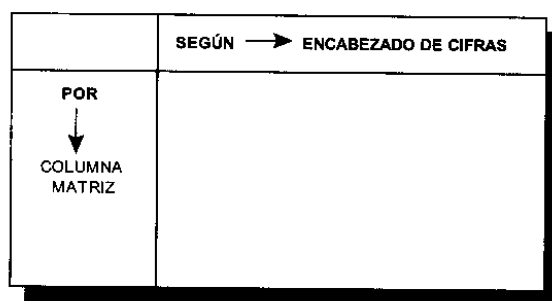 SEGÚN ENCABEZADO DE CIFRAS
POR
COLUMNA
MATRIZ